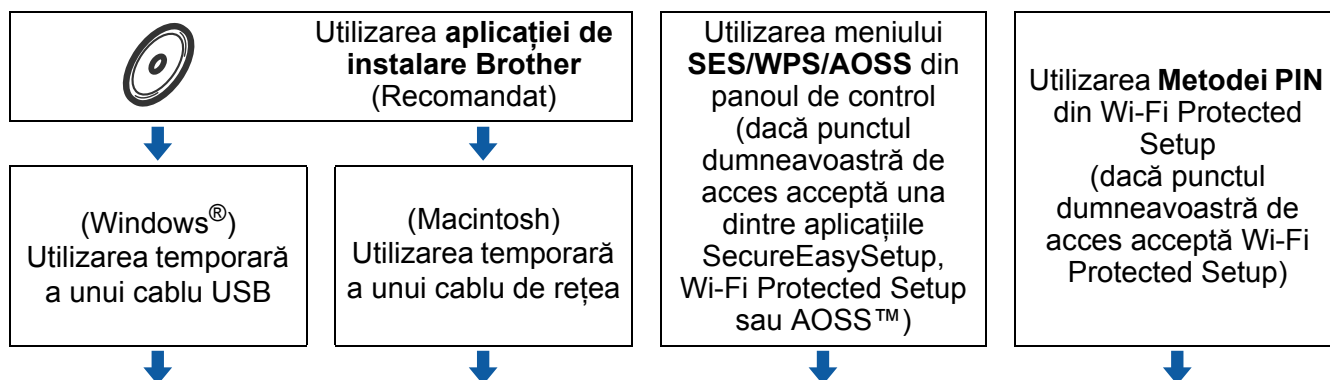 Utilizarea aplicației de
instalare Brother
(Recomandat)
(Windows®)
Utilizarea temporară
a unui cablu USB
(Macintosh)
Utilizarea temporară
a unui cablu de rețea
Utilizarea meniului
SES/WPS/AOSS din
panoul de control
(dacă punctul
dumneavoastră de
acces acceptă una
dintre aplicațiile
SecureEasySetup,
Wi-Fi Protected Setup
sau AOSS™)
Utilizarea Metodei PIN
din Wi-Fi Protected
Setup
(dacă punctul
dumneavoastră de
acces acceptă Wi-Fi
Protected Setup)